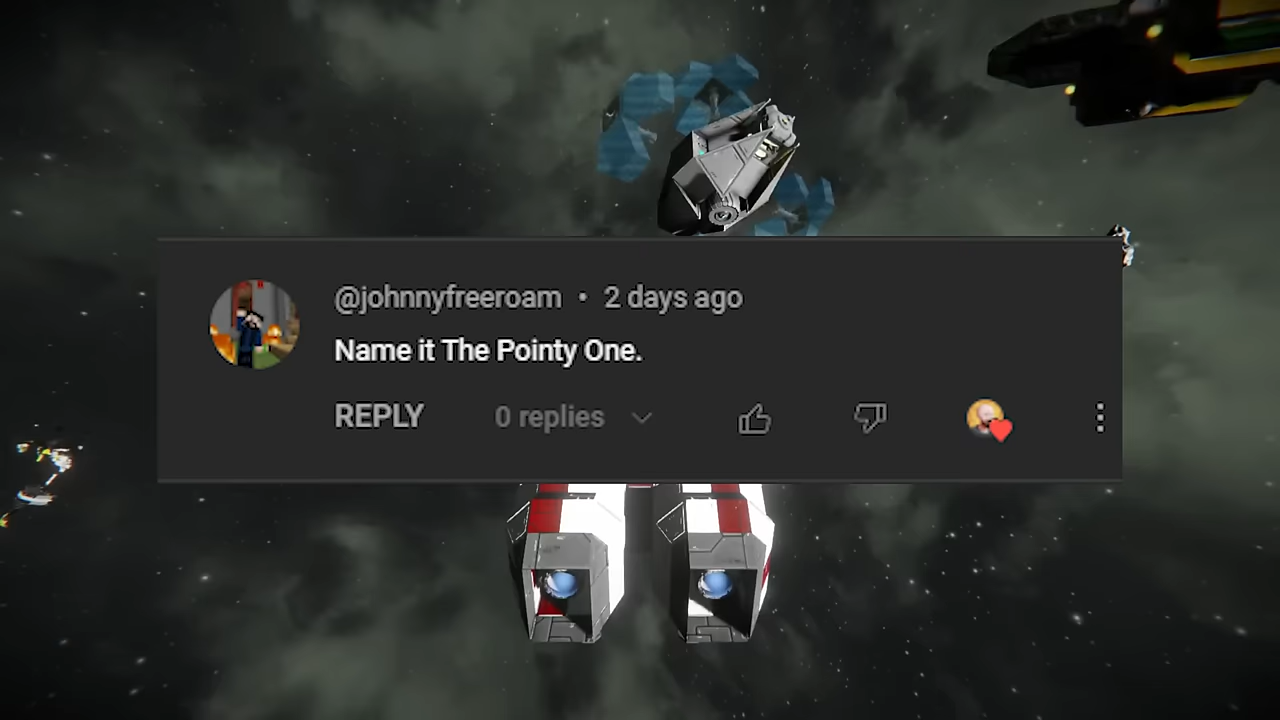 @johnnyfreeroam • 2 days ago
Name it The Pointy One.
REPLY 0 replies